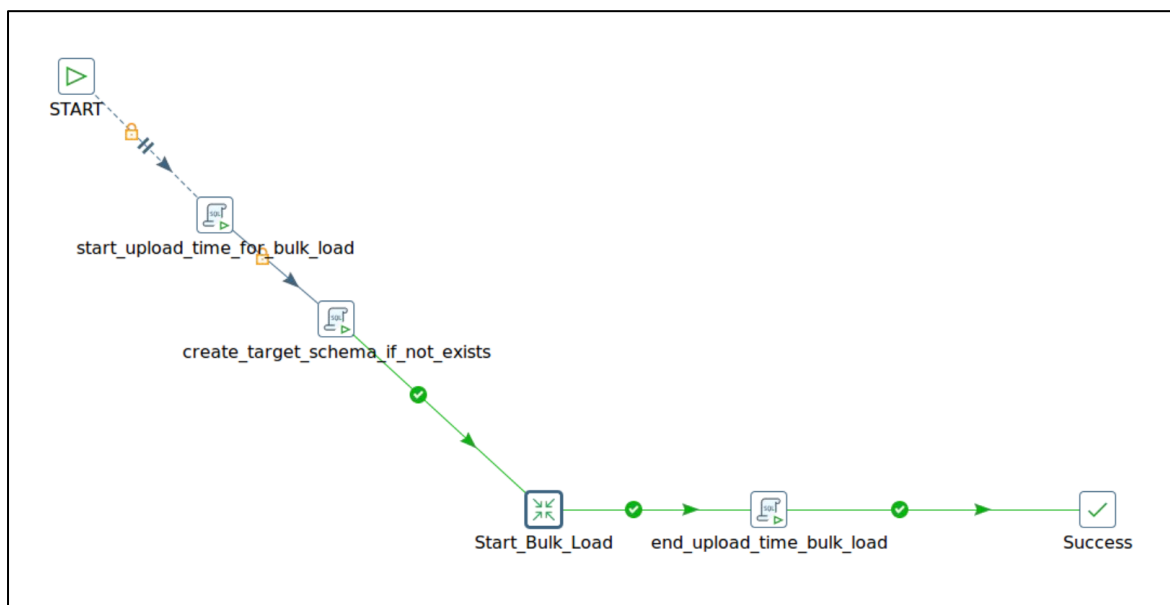 START
start_upload_time_for_bulk_load
create_target_schema_if_not_exists
Start_Bulk_Load
end_upload_time_bulk_load
Success